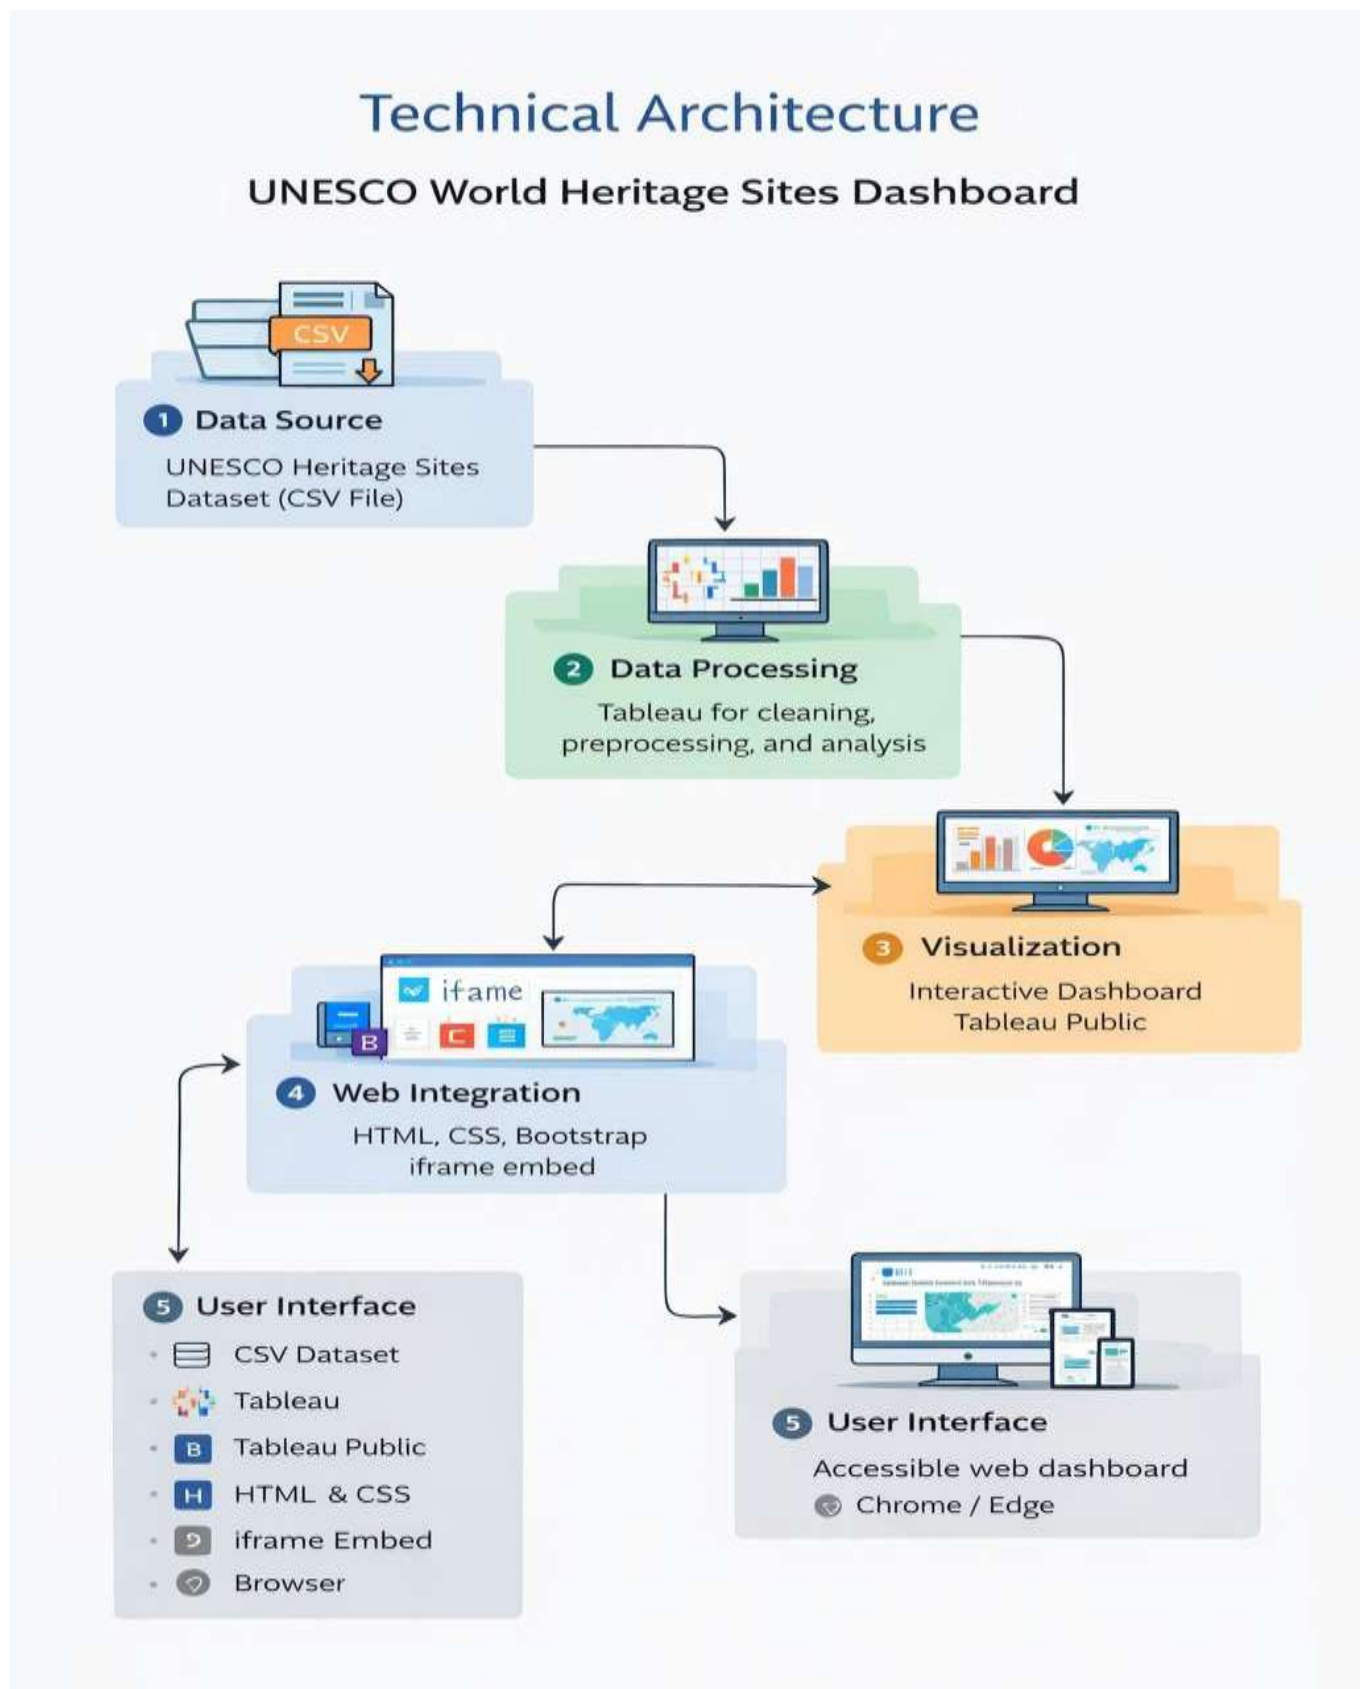 Technical Architecture
UNESCO World Heritage Sites Dashboard
CSV
1 Data Source
UNESCO Heritage Sites
Dataset (CSV File)
2 Data Processing
Tableau for cleaning,
preprocessing, and analysis
3 Visualization
Interactive Dashboard
Tableau Public
ifame
B
C
4 Web Integration
HTML, CSS, Bootstrap
iframe embed
5 User Interface
CSV Dataset
Tableau
B Tableau Public
H HTML & CSS
iframe Embed
Browser
5 User Interface
Accessible web dashboard
Chrome / Edge